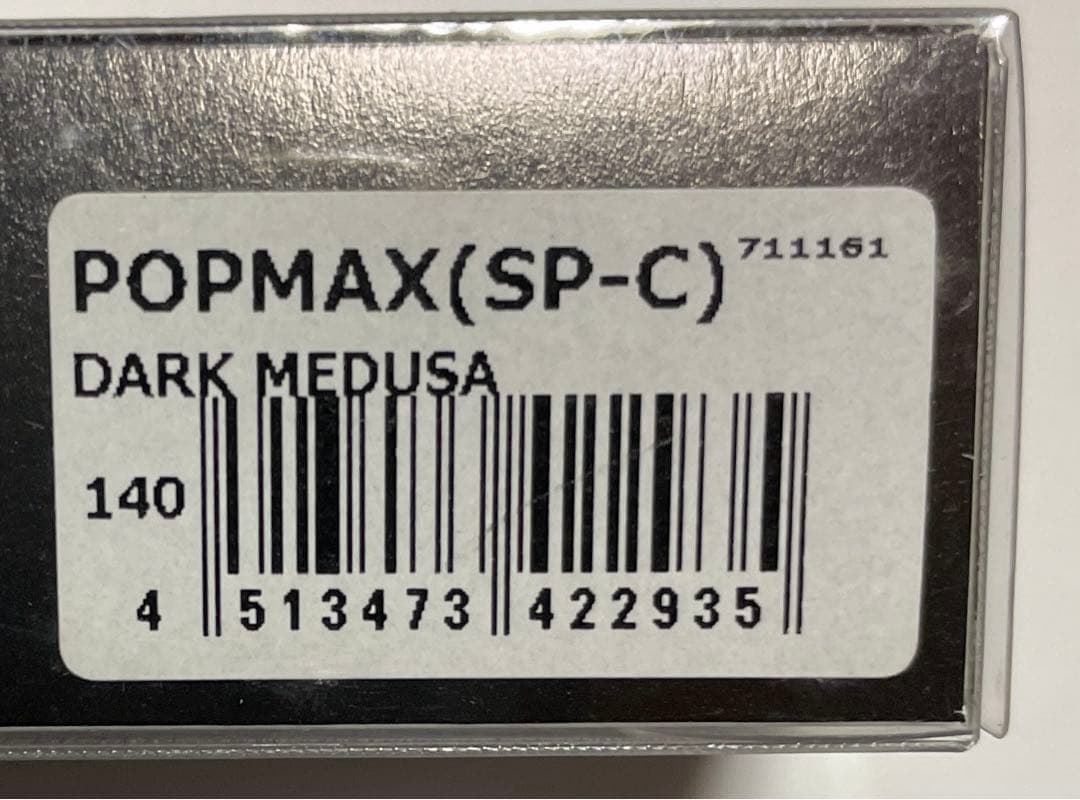 POPMAX(SP-C) 711161
DARK MEDUSA
140
4 513473 422935